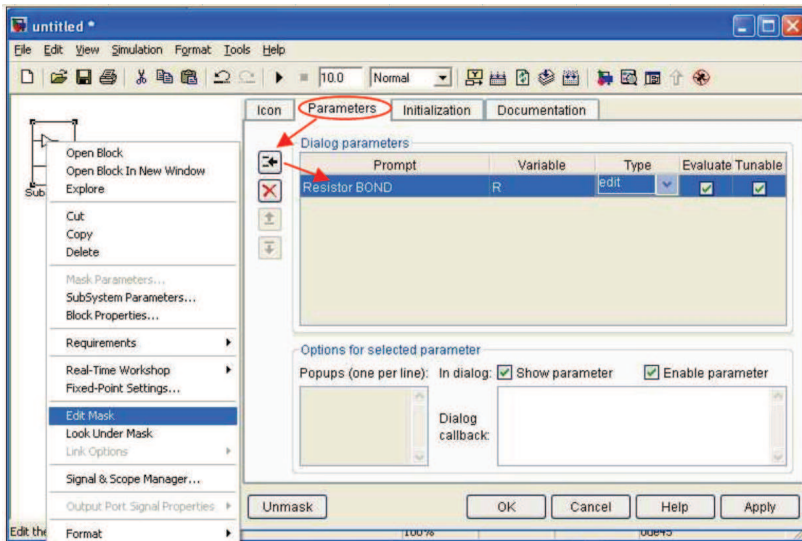 untitled *
File Edit View Simulation Format Tools Help
10.0 Normal
Icon Parameters Initialization Documentation
Sub
Open Block
Open Block In New Window
Explore
Cut
Copy
Delete
Mask Parameters...
SubSystem Parameters...
Block Properties...
Requirements
Real-Time Workshop
Fixed-Point Settings...
Edit Mask
Look Under Mask
Link Options
Signal & Scope Manager...
Output Port Signal Properties
Format
Dialog parameters
Prompt Variable Type Evaluate Tunable
Resistor BOND R edit
Options for selected parameter
Popups (one per line): In dialog: Show parameter Enable parameter
Dialog
callback:
Unmask OK Cancel Help Apply
Edit the 100% ode45